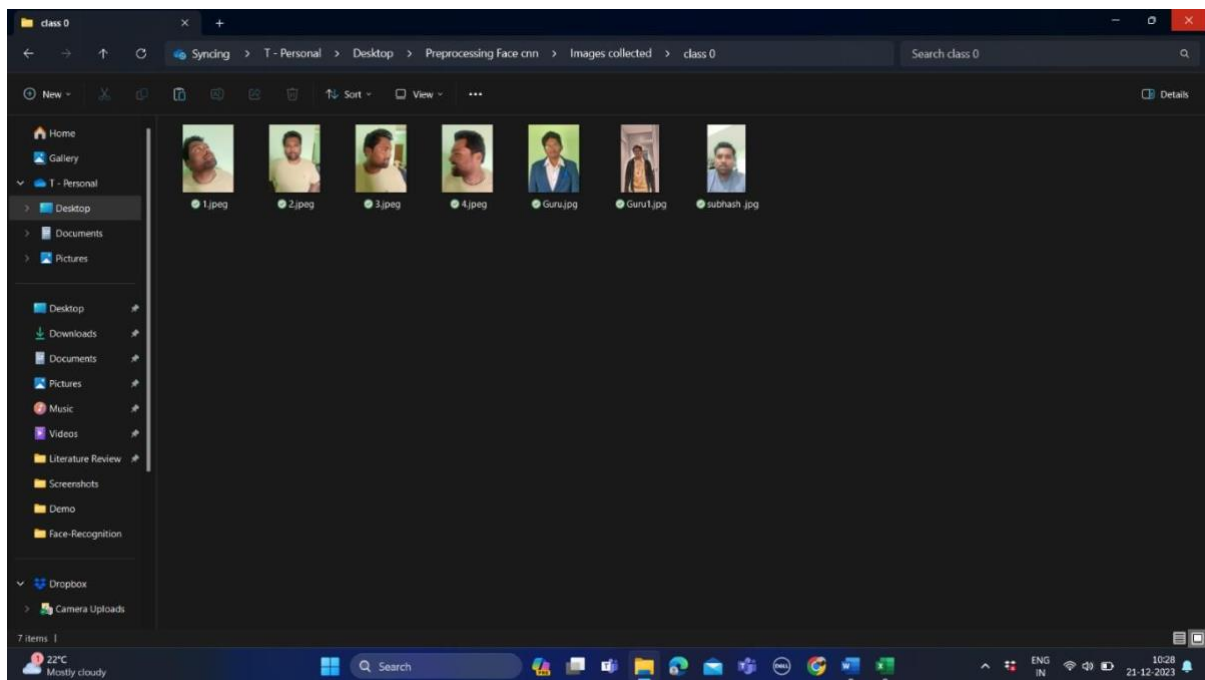 class 0
Syncing > T - Personal > Desktop > Preprocessing Face cnn > Images collected > class 0
Search class 0
New
Sort
View
Details
Home
Gallery
T - Personal
Desktop
Documents
Pictures
Desktop
Downloads
Documents
Pictures
Music
Videos
Literature Review
Screenshots
Demo
Face-Recognition
Dropbox
Camera Uploads
1.jpeg
2.jpeg
3.jpeg
4.jpeg
Guru.jpg
Guru1.jpg
subhash .jpg
7 items
1
22°C
Mostly cloudy
Search
DELL
ENG
IN
10:28
21-12-2023